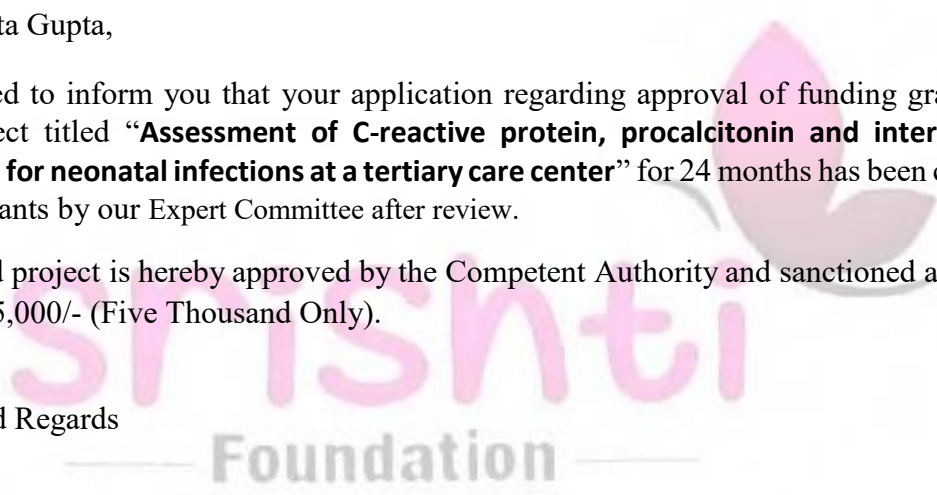 ta Gupta,
ed to inform you that your application regarding approval of funding gra
ect titled “Assessment of C-reactive protein, procalcitonin and inter
for neonatal infections at a tertiary care center” for 24 months has been
ants by our Expert Committee after review.
d project is hereby approved by the Competent Authority and sanctioned a
5,000/- (Five Thousand Only).
srishti
d Regards
Foundation